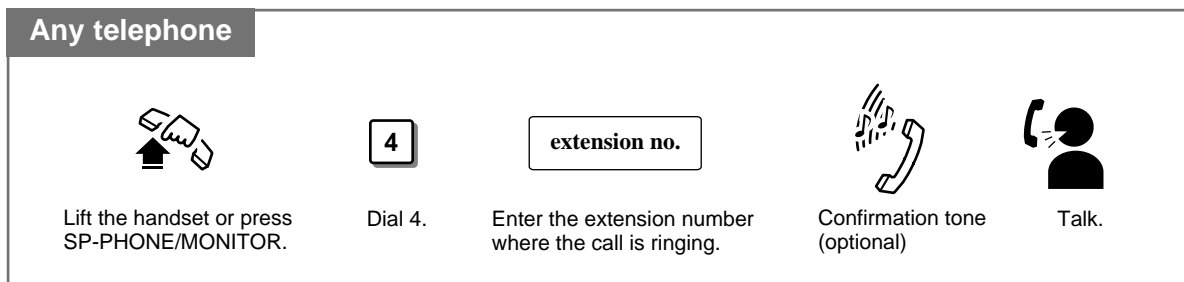 Any telephone
4
extension no.
Lift the handset or press
SP-PHONE/MONITOR.
Dial 4.
Enter the extension number
where the call is ringing.
Confirmation tone
(optional)
Talk.